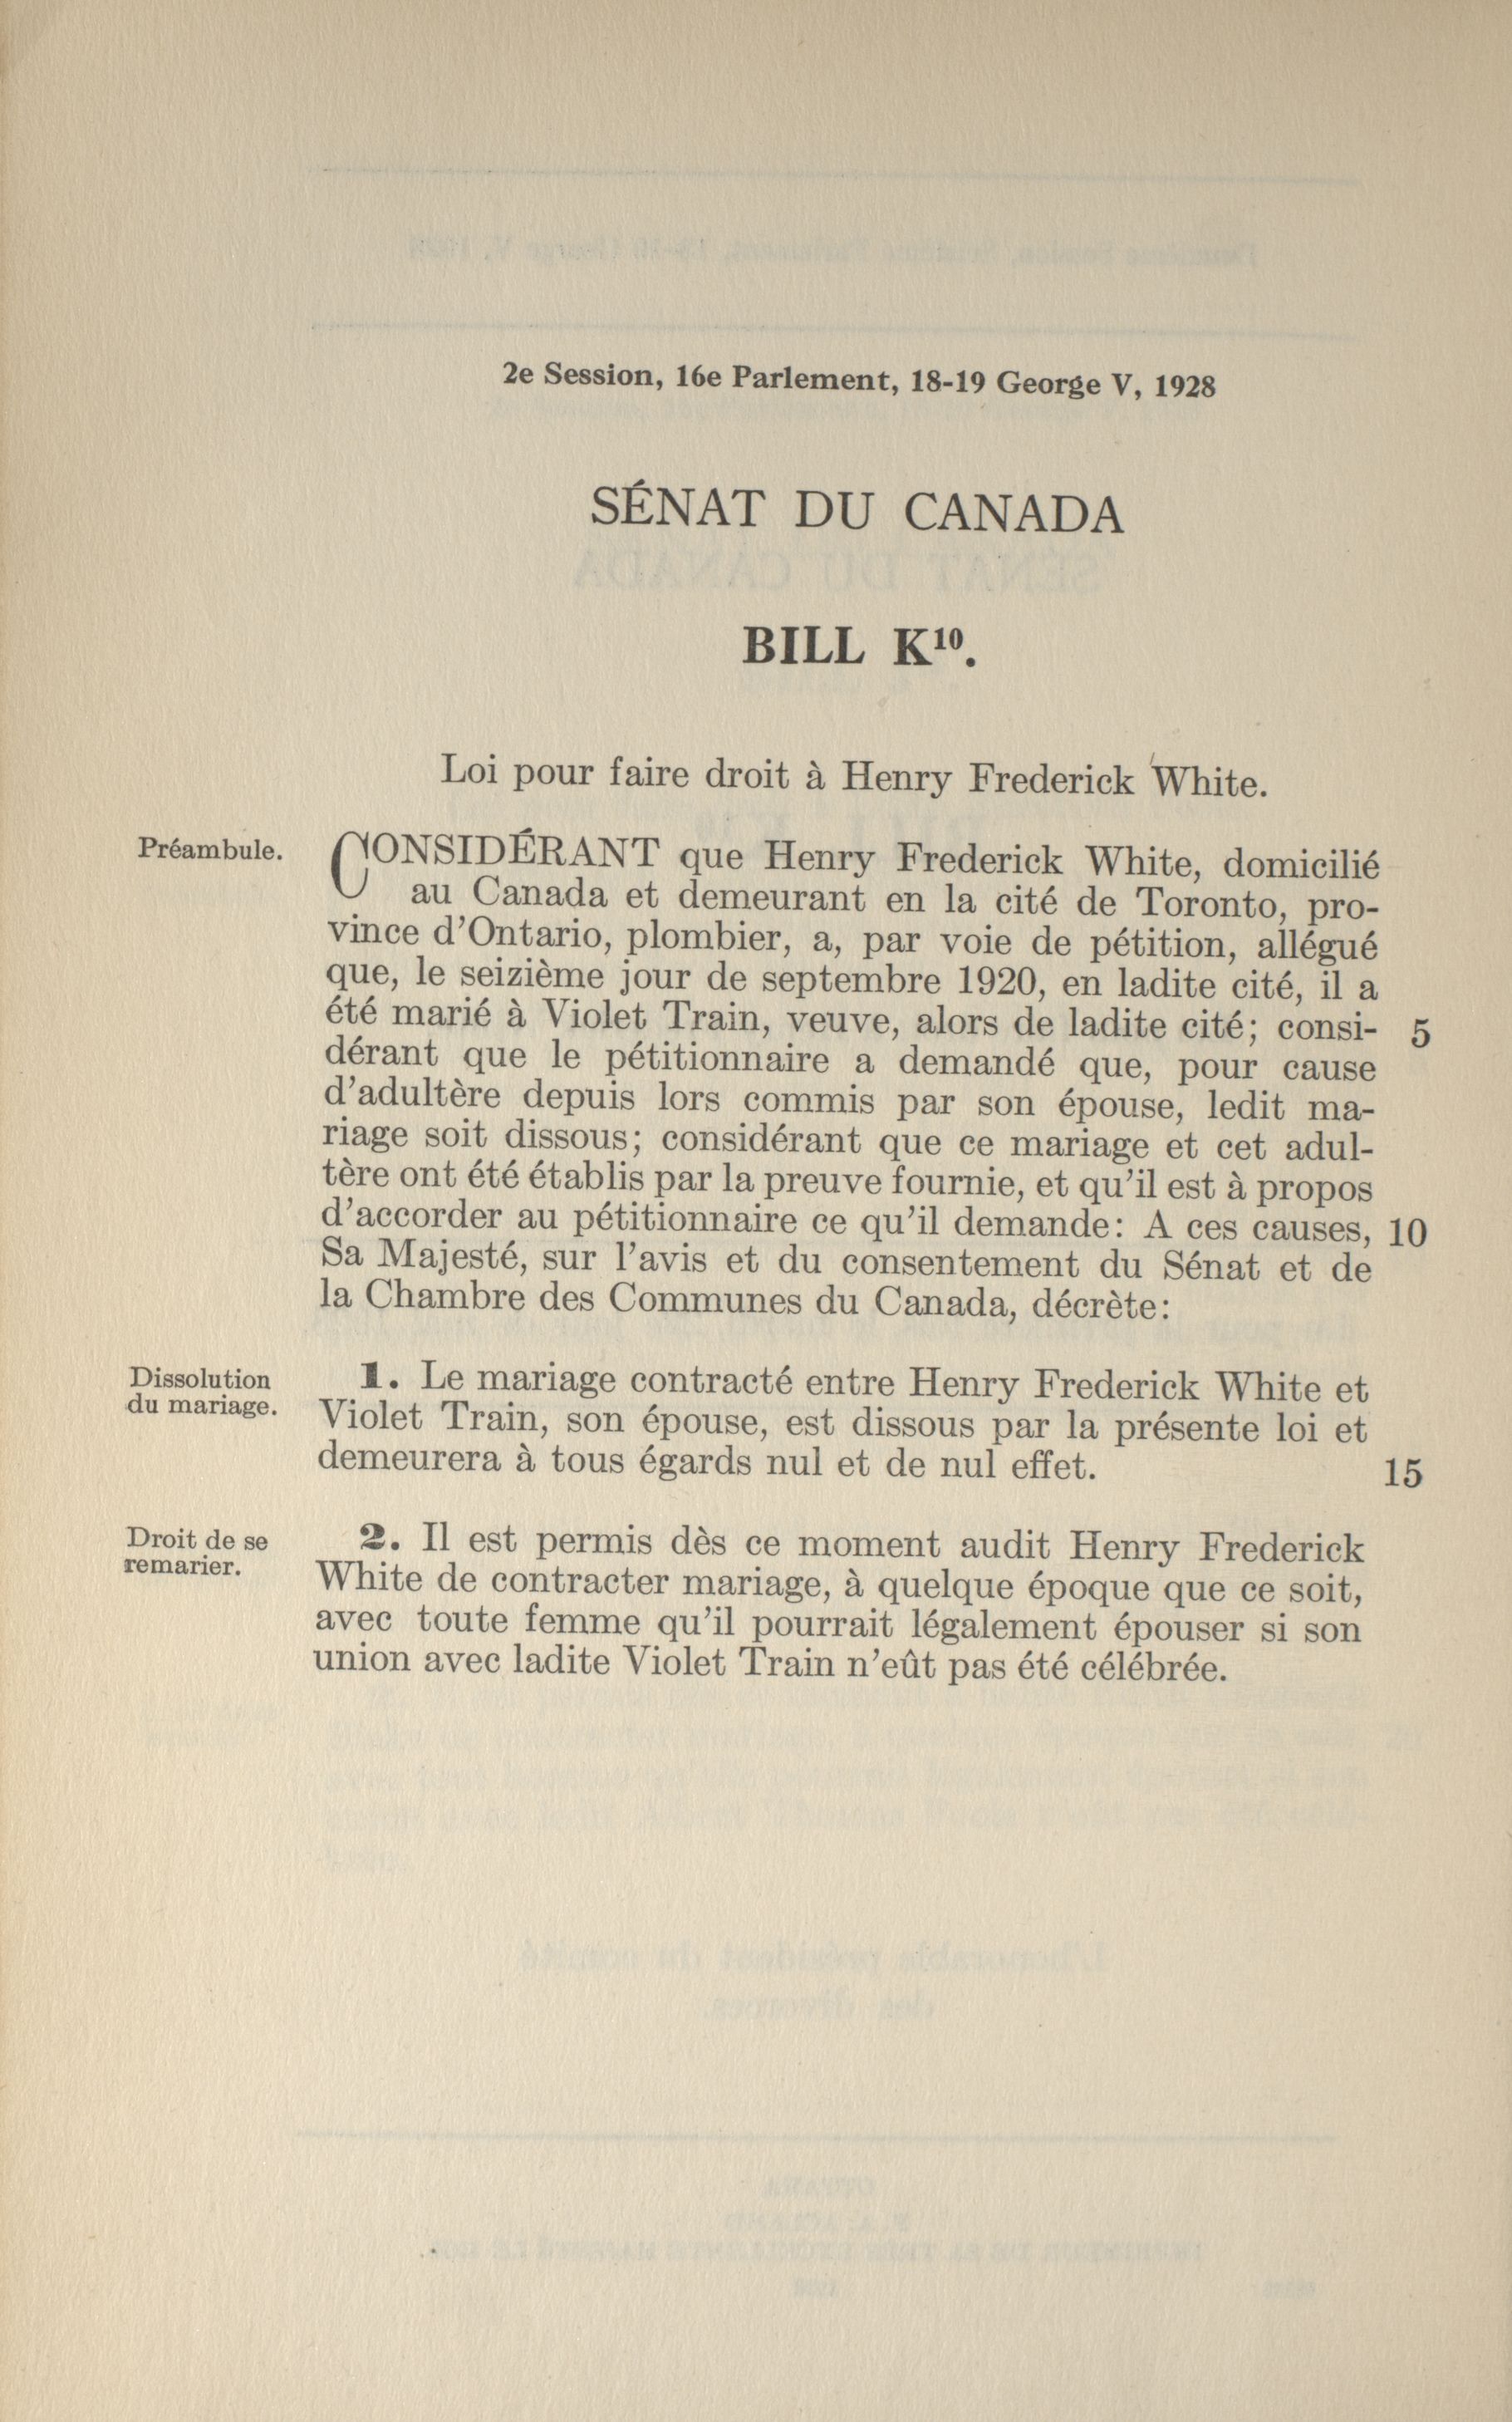 2e Session, 16e Parlement, 18-19 George V, 1928
SÉNAT DU CANADA
BILL K¹⁰.
Loi pour faire droit à Henry Frederick White.
Préambule.
CONSIDÉRANT que Henry Frederick White, domicilié
au Canada et demeurant en la cité de Toronto, pro-
vince d'Ontario, plombier, a, par voie de pétition, allégué
que, le seizième jour de septembre 1920, en ladite cité, il a
été marié à Violet Train, veuve, alors de ladite cité; consi- 5
dérant que le pétitionnaire a demandé que, pour cause
d'adultère depuis lors commis par son épouse, ledit ma-
riage soit dissous; considérant que ce mariage et cet adul-
tère ont été établis par la preuve fournie, et qu'il est à propos
d'accorder au pétitionnaire ce qu'il demande: A ces causes, 10
Sa Majesté, sur l'avis et du consentement du Sénat et de
la Chambre des Communes du Canada, décrète:
Dissolution
du mariage.
1. Le mariage contracté entre Henry Frederick White et
Violet Train, son épouse, est dissous par la présente loi et
demeurera à tous égards nul et de nul effet. 15
Droit de se
remarier.
2. Il est permis dès ce moment audit Henry Frederick
White de contracter mariage, à quelque époque que ce soit,
avec toute femme qu'il pourrait légalement épouser si son
union avec ladite Violet Train n'eût pas été célébrée.